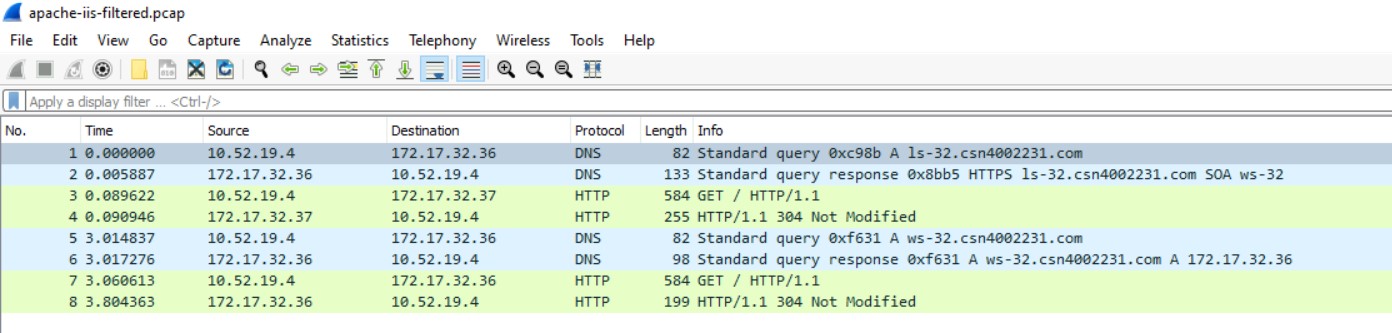 apache-iis-filtered.pcap
File Edit View Go Capture Analyze Statistics Telephony Wireless Tools Help
Apply a display filter ... <Ctrl-/>
No. Time Source Destination Protocol Length Info
1 0.000000 10.52.19.4 172.17.32.36 DNS 82 Standard query 0xc98b A ls-32.csn4002231.com
2 0.005887 172.17.32.36 10.52.19.4 DNS 133 Standard query response 0x8bb5 HTTPS ls-32.csn4002231.com SOA ws-32
3 0.089622 10.52.19.4 172.17.32.37 HTTP 584 GET / HTTP/1.1
4 0.090946 172.17.32.37 10.52.19.4 HTTP 255 HTTP/1.1 304 Not Modified
5 3.014837 10.52.19.4 172.17.32.36 DNS 82 Standard query 0xf631 A ws-32.csn4002231.com
6 3.017276 172.17.32.36 10.52.19.4 DNS 98 Standard query response 0xf631 A ws-32.csn4002231.com A 172.17.32.36
7 3.060613 10.52.19.4 172.17.32.36 HTTP 584 GET / HTTP/1.1
8 3.804363 172.17.32.36 10.52.19.4 HTTP 199 HTTP/1.1 304 Not Modified